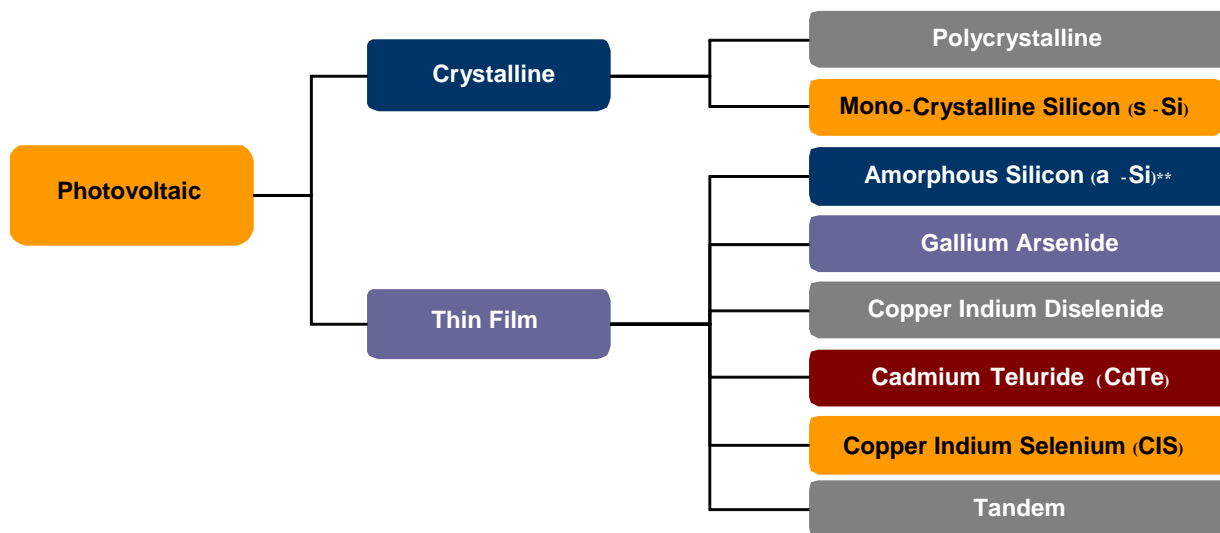 Photovoltaic
Crystalline
Polycrystalline
Mono-Crystalline Silicon (s -Si)
Thin Film
Amorphous Silicon (a -Si)**
Gallium Arsenide
Copper Indium Diselenide
Cadmium Teluride (CdTe)
Copper Indium Selenium (CIS)
Tandem